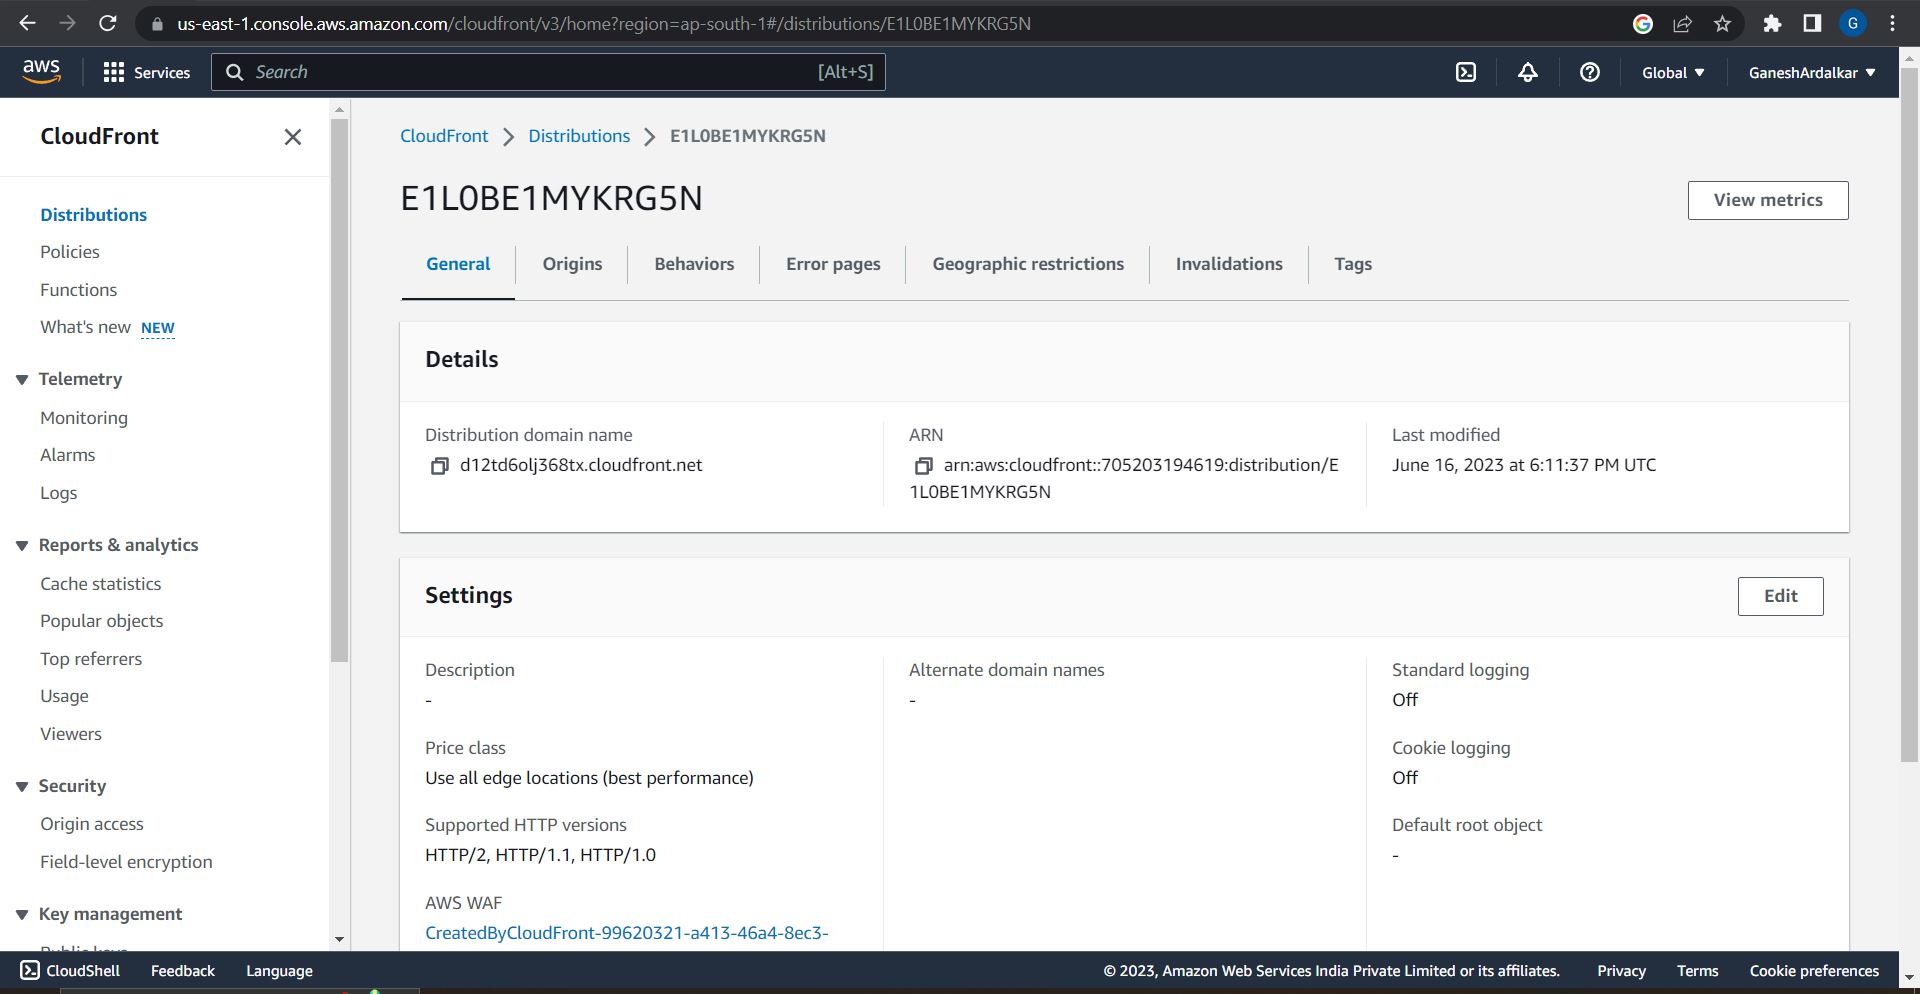 us-east-1.console.aws.amazon.com/cloudfront/v3/home?region=ap-south-1#/distributions/E1L0BE1MYKRG5N
G
aws
Services
Search
[Alt+S]
Global
GaneshArdalkar
CloudFront
Distributions
Policies
Functions
What's new NEW
Telemetry
Monitoring
Alarms
Logs
Reports & analytics
Cache statistics
Popular objects
Top referrers
Usage
Viewers
Security
Origin access
Field-level encryption
Key management
CloudFront
Distributions
E1L0BE1MYKRG5N
E1L0BE1MYKRG5N
View metrics
General
Origins
Behaviors
Error pages
Geographic restrictions
Invalidations
Tags
Details
Distribution domain name
d12td6olj368tx.cloudfront.net
ARN
arn:aws:cloudfront::705203194619:distribution/E
1L0BE1MYKRG5N
Last modified
June 16, 2023 at 6:11:37 PM UTC
Settings
Edit
Description
-
Price class
Use all edge locations (best performance)
Supported HTTP versions
HTTP/2, HTTP/1.1, HTTP/1.0
AWS WAF
CreatedByCloudFront-99620321-a413-46a4-8ec3-
Alternate domain names
-
Standard logging
Off
Cookie logging
Off
Default root object
-
CloudShell
Feedback
Language
© 2023, Amazon Web Services India Private Limited or its affiliates.
Privacy
Terms
Cookie preferences